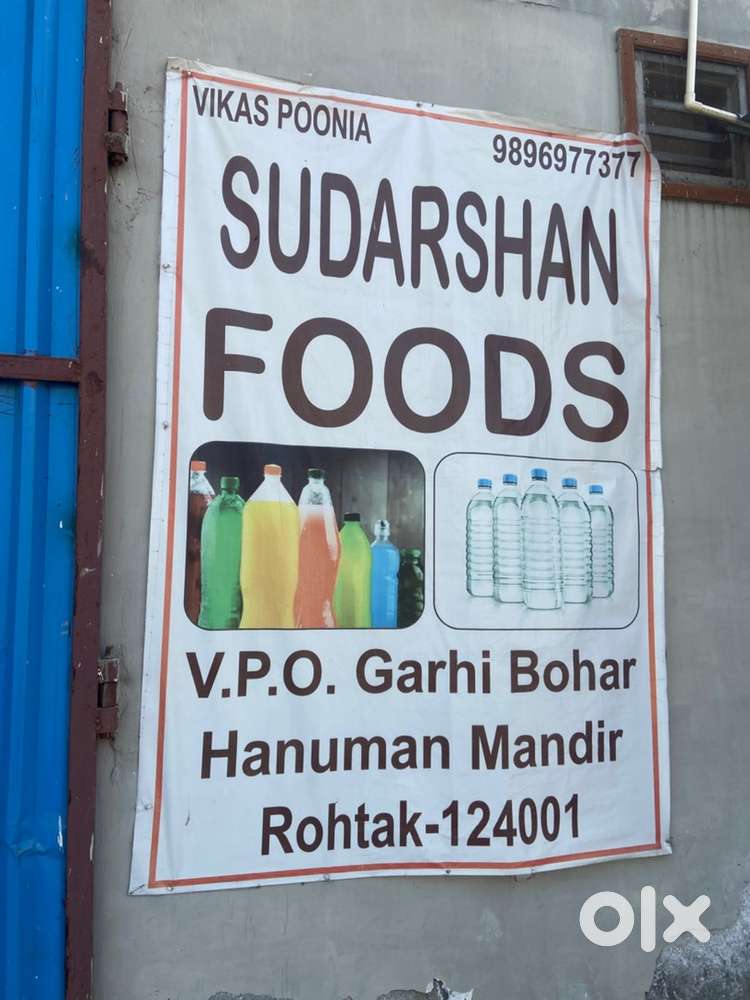 VIKAS POONIA
9896977377
SUDARSHAN
FOODS
V.P.O. Garhi Bohar
Hanuman Mandir
Rohtak-124001
olx